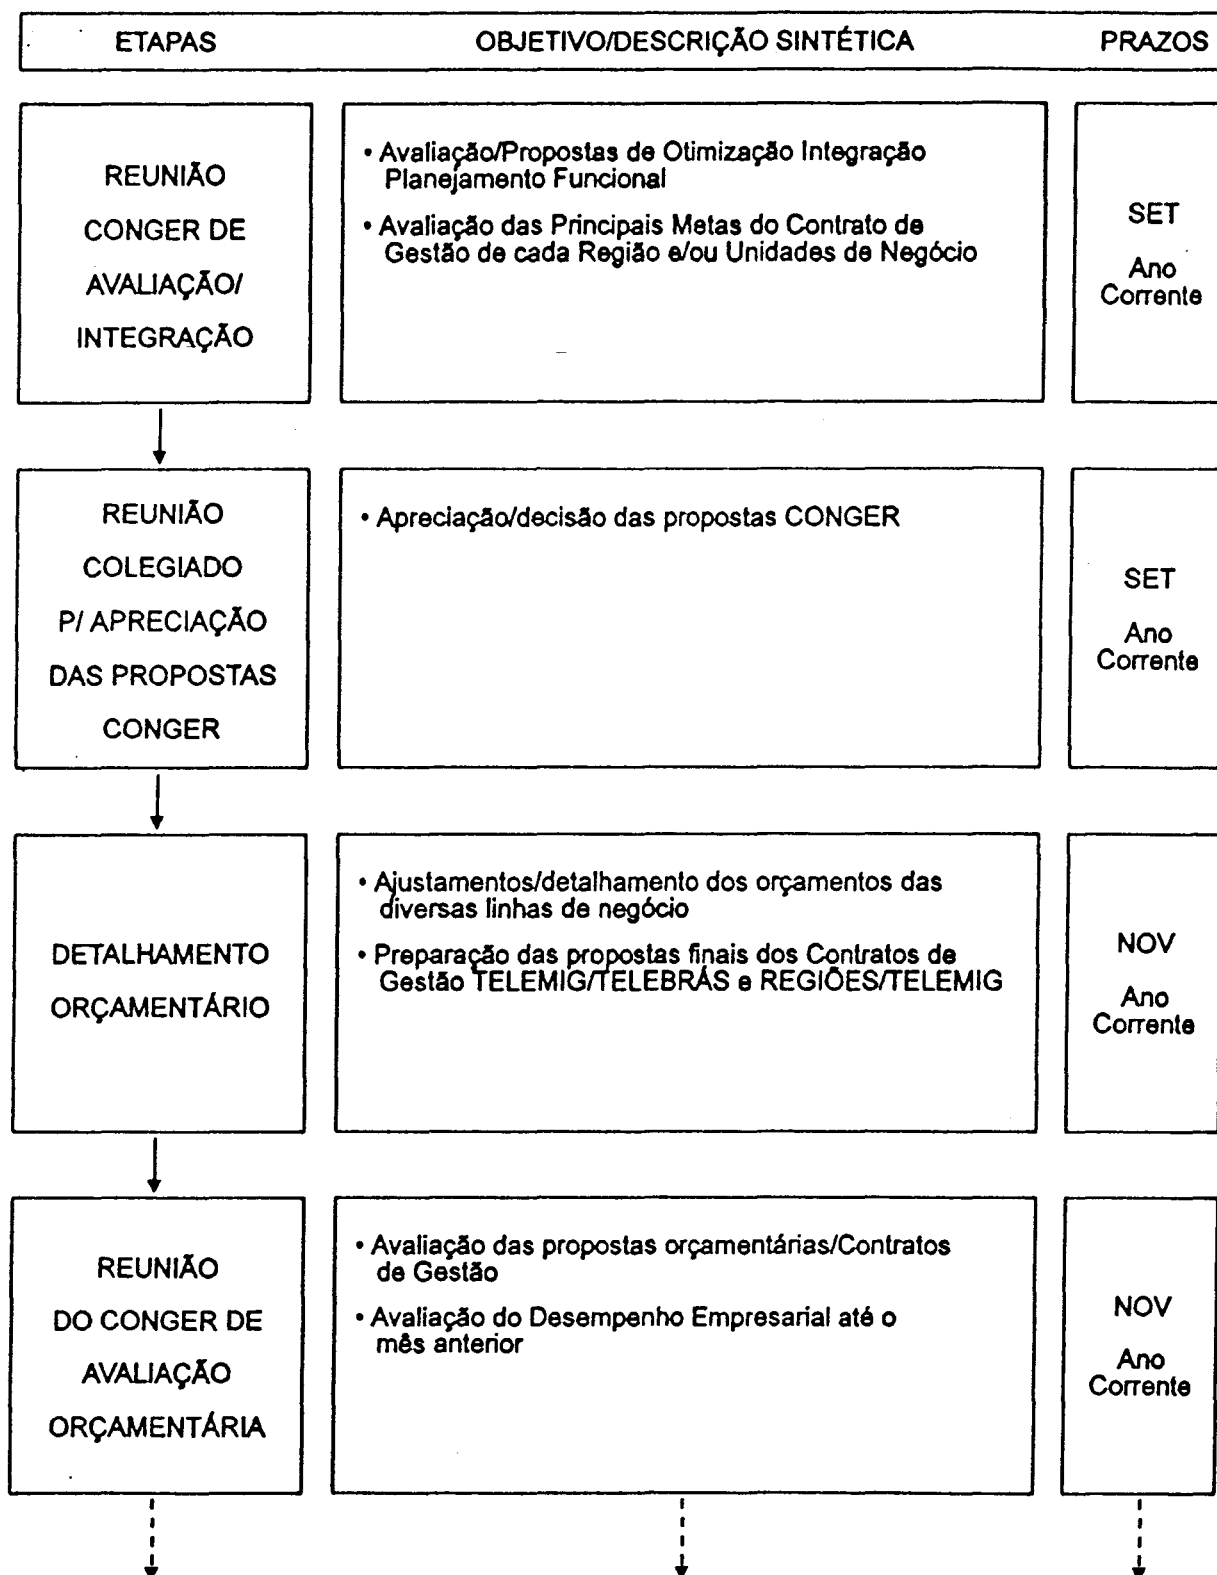 ETAPAS OBJETIVO/DESCRIÇÃO SINTÉTICA PRAZOS
REUNIÃO
CONGER DE
AVALIAÇÃO/
INTEGRAÇÃO
• Avaliação/Propostas de Otimização Integração
Planejamento Funcional
• Avaliação das Principais Metas do Contrato de
Gestão de cada Região e/ou Unidades de Negócio
SET
Ano
Corrente
REUNIÃO
COLEGIADO
P/ APRECIAÇÃO
DAS PROPOSTAS
CONGER
• Apreciação/decisão das propostas CONGER
SET
Ano
Corrente
DETALHAMENTO
ORÇAMENTÁRIO
• Ajustamentos/detalhamento dos orçamentos das
diversas linhas de negócio
• Preparação das propostas finais dos Contratos de
Gestão TELEMIG/TELEBRÁS e REGIÕES/TELEMIG
NOV
Ano
Corrente
REUNIÃO
DO CONGER DE
AVALIAÇÃO
ORÇAMENTÁRIA
• Avaliação das propostas orçamentárias/Contratos
de Gestão
• Avaliação do Desempenho Empresarial até o
mês anterior
NOV
Ano
Corrente